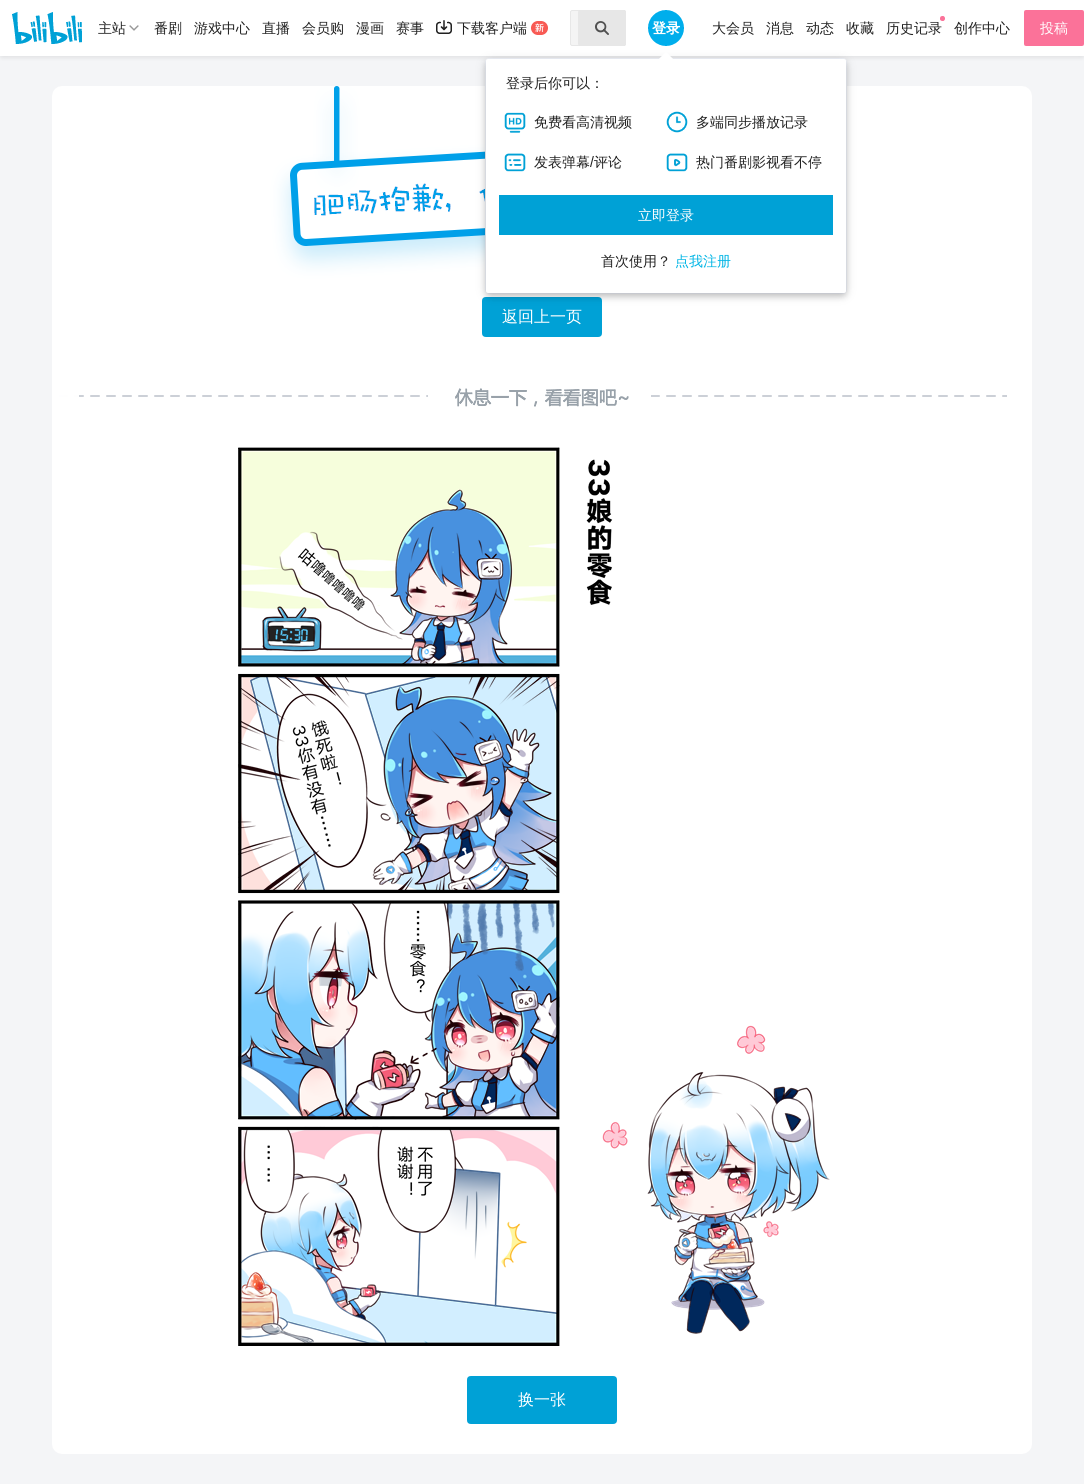 bilibili
主站
番剧
游戏中心
直播
会员购
漫画
赛事
下载客户端
新
登录
大会员
消息
动态
收藏
历史记录
创作中心
投稿
登录后你可以：
HD
免费看高清视频
多端同步播放记录
发表弹幕/评论
热门番剧影视看不停
立即登录
首次使用？ 点我注册
肥肠抱歉，
返回上一页
休息一下，看看图吧~
33娘的零食
咕噜噜噜噜噜
15:30
饿死啦！
33你有没有……
……零食？
不用了
谢谢！
……
换一张